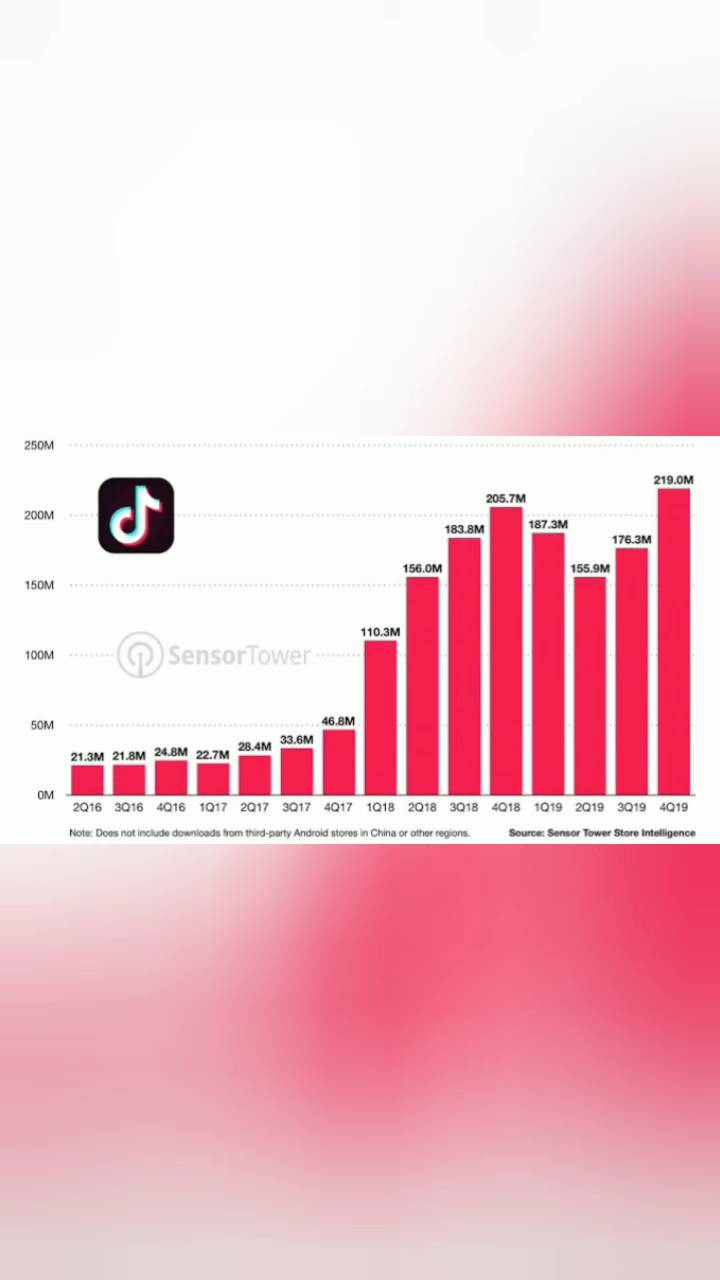 250M
200M
150M
100M
50M
0M
SensorTower
21.3M 21.8M 24.8M 22.7M 28.4M 33.6M 46.8M 110.3M 156.0M 183.8M 205.7M 187.3M 155.9M 176.3M 219.0M
2Q16 3Q16 4Q16 1Q17 2Q17 3Q17 4Q17 1Q18 2Q18 3Q18 4Q18 1Q19 2Q19 3Q19 4Q19
Note: Does not include downloads from third-party Android stores in China or other regions.
Source: Sensor Tower Store Intelligence